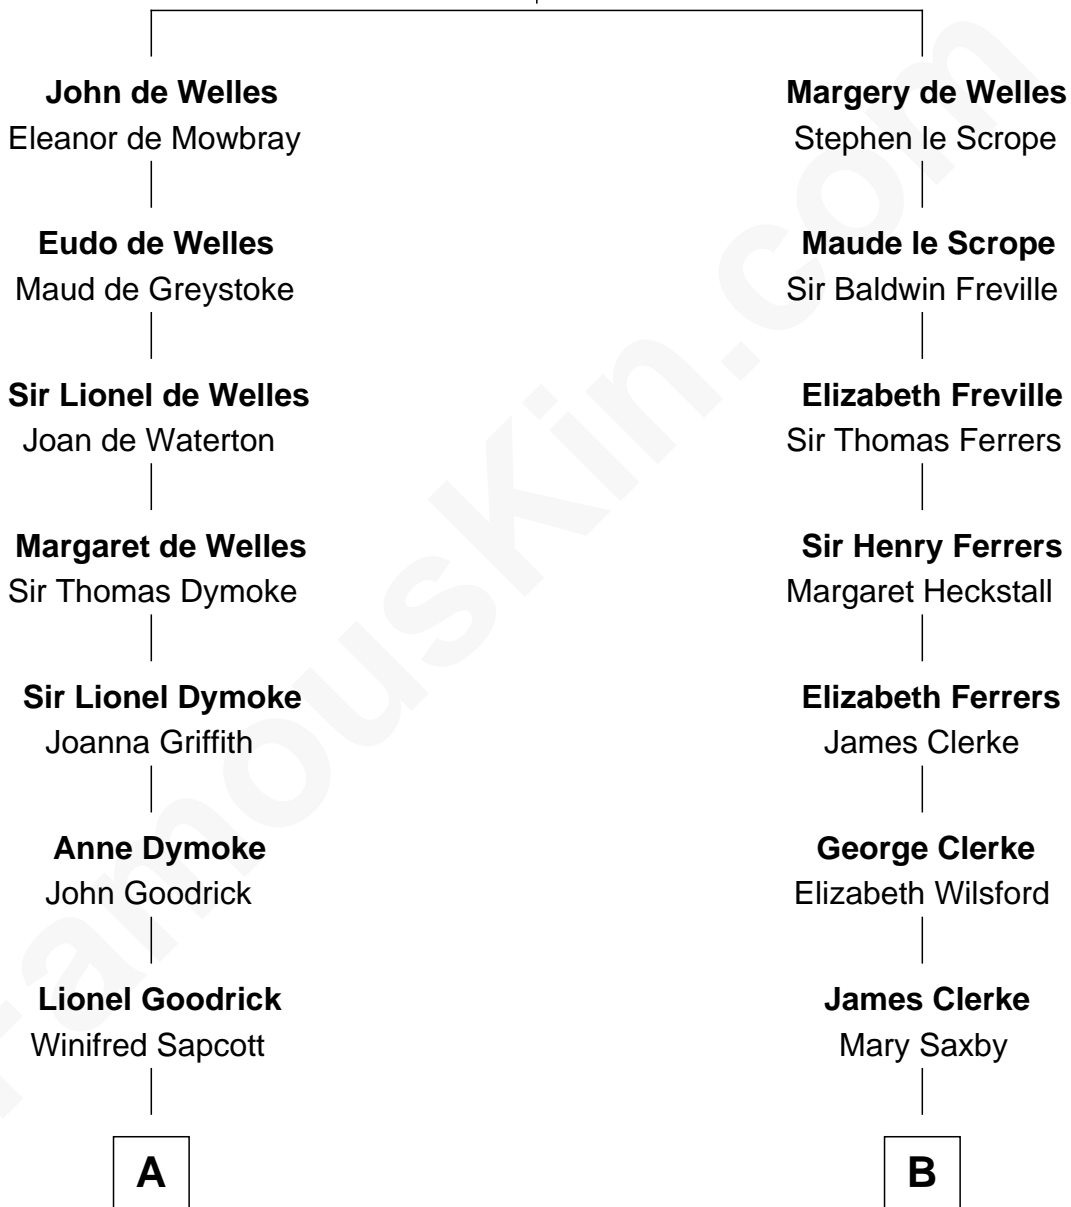 John de Welles
Eleanor de Mowbray
Eudo de Welles
Maud de Greystoke
Sir Lionel de Welles
Joan de Waterton
Margaret de Welles
Sir Thomas Dymoke
Sir Lionel Dymoke
Joanna Griffith
Anne Dymoke
John Goodrick
Lionel Goodrick
Winifred Sapcott
A
Margery de Welles
Stephen le Scrope
Maude le Scrope
Sir Baldwin Freville
Elizabeth Freville
Sir Thomas Ferrers
Sir Henry Ferrers
Margaret Heckstall
Elizabeth Ferrers
James Clerke
George Clerke
Elizabeth Wilsford
James Clerke
Mary Saxby
B
FamousKin.com